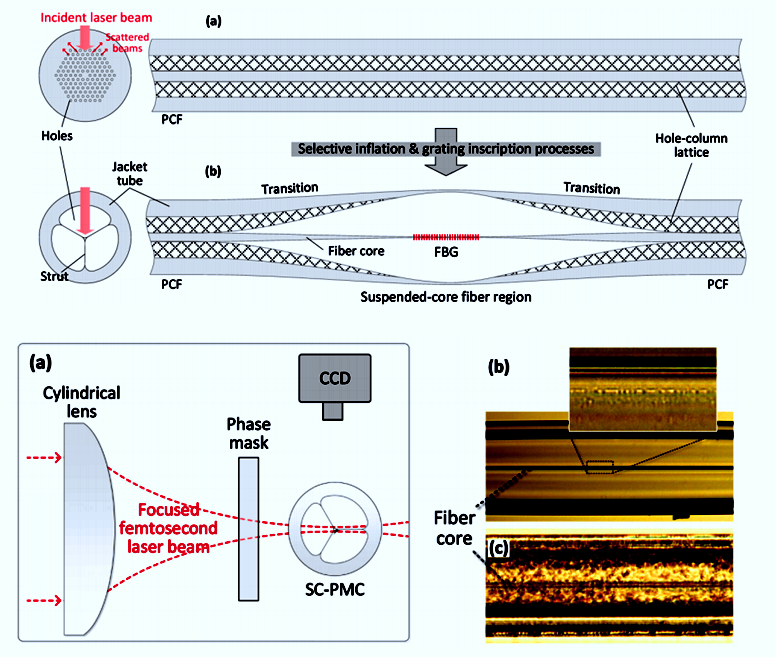 (a)
Incident laser beam
Scattered
beams
PCF
Holes
Hole-column
lattice
Selective inflation & grating inscription processes
Jacket
tube
(b)
Transition
Transition
Fiber core
FBG
Strut
PCF
PCF
Suspended-core fiber region
(a)
Cylindrical
lens
CCD
Phase
mask
Focused
femtosecond
laser beam
SC-PMC
(b)
Fiber
core
(c)